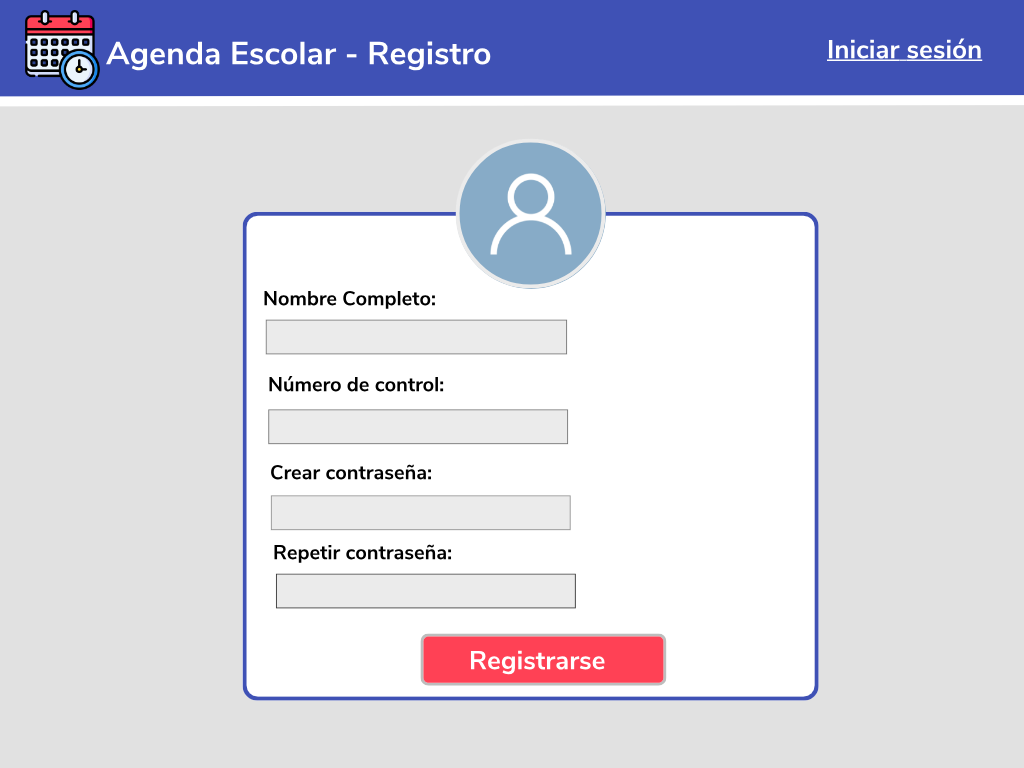 Agenda Escolar - Registro
Iniciar sesión
Nombre Completo:
Número de control:
Crear contraseña:
Repetir contraseña:
Registrarse